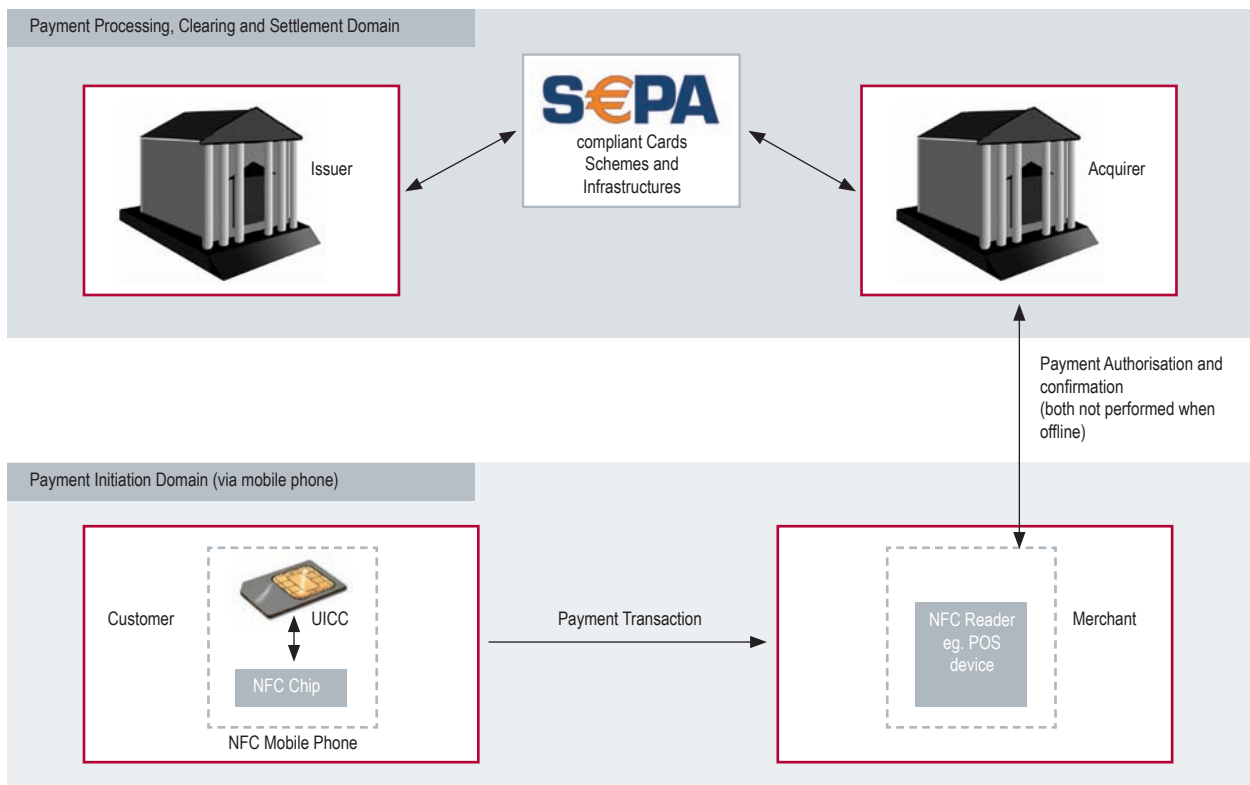 Payment Processing, Clearing and Settlement Domain
Issuer
S€PA
compliant Cards
Schemes and
Infrastructures
Acquirer
Payment Authorisation and
confirmation
(both not performed when
offline)
Payment Initiation Domain (via mobile phone)
Customer
UICC
NFC Chip
NFC Mobile Phone
Payment Transaction
NFC Reader
eg. POS
device
Merchant